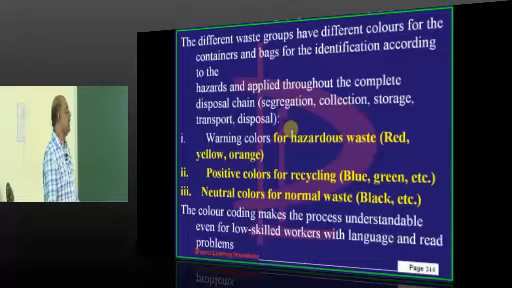 The different waste groups have different colours for the
containers and bags for the identification according
to the
hazards and applied throughout the complete
disposal chain (segregation, collection, storage,
transport, disposal):
i. Warning colors for hazardous waste (Red,
yellow, orange)
ii. Positive colors for recycling (Blue, green, etc.)
iii. Neutral colors for normal waste (Black, etc.)
The colour coding makes the process understandable
even for low-skilled workers with language and read
problems
Page 344